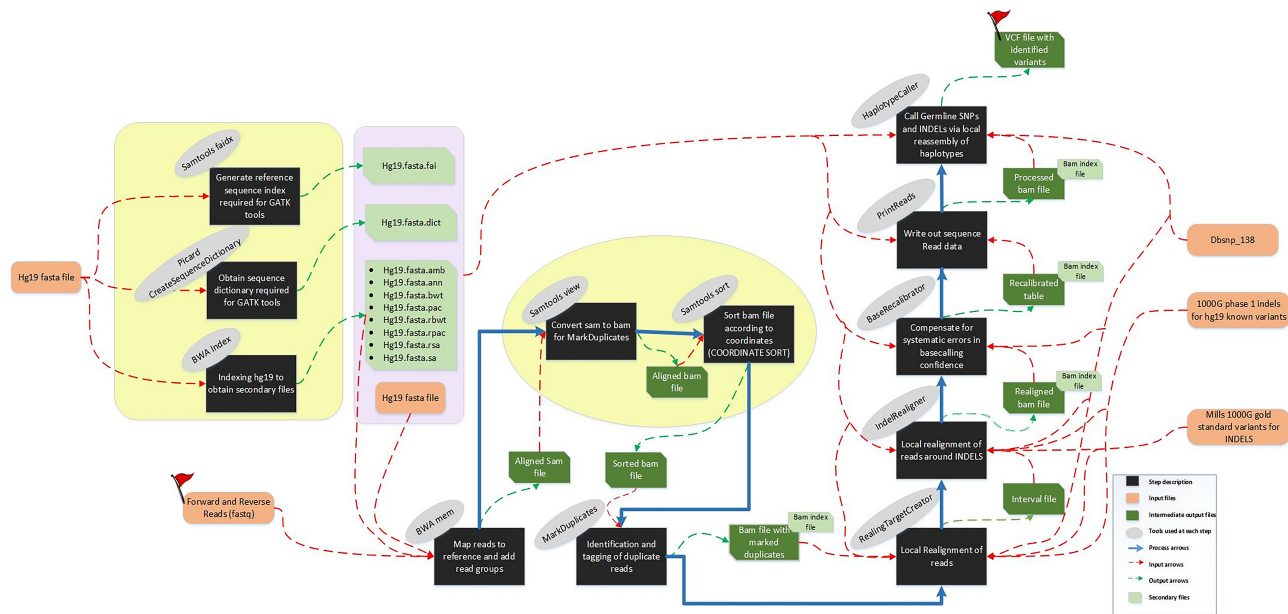 VCF file with
identified
variants
HaplotypeCaller
Call Germline SNPs
and INDELs via local
reassembly of
haplotypes
Samtools faidx
Generate reference
sequence index
required for GATK
tools
Hg19.fasta.fai
Processed
bam file
Bam index
file
PrintReads
Write out sequence
Read data
Dbsnp_138
Hg19.fasta.dict
Picard
CreateSequenceDictionary
Obtain sequence
dictionary required
for GATK tools
Hg19 fasta file
Hg19.fasta.amb
Hg19.fasta.ann
Hg19.fasta.bwt
Hg19.fasta.pac
Hg19.fasta.rbwt
Hg19.fasta.rpac
Hg19.fasta.rsa
Hg19.fasta.sa
Samtools view
Convert sam to bam
for MarkDuplicates
Samtools sort
Sort bam file
according to
coordinates
(COORDINATE SORT)
Recalibrated
table
Bam index
file
BaseRecalibrator
Compensate for
systematic errors in
basecalling
confidence
1000G phase 1 indels
for hg19 known variants
BWA Index
Indexing hg19 to
obtain secondary files
Hg19 fasta file
Aligned bam
file
Realigned
bam file
Bam index
file
IndelRealigner
Local realignment of
reads around INDELS
Mills 1000G gold
standard variants for
INDELS
Aligned Sam
file
Sorted bam
file
Interval file
Forward and Reverse
Reads (fastq)
BWA mem
Map reads to
reference and add
read groups
MarkDuplicates
Identification and
tagging of duplicate
reads
Bam file with
marked
duplicates
Bam index
file
RealingTargetCreator
Local Realignment of
reads
Step description
Input files
Intermediate output files
Tools used at each step
Process arrows
Input arrows
Output arrows
Secondary files